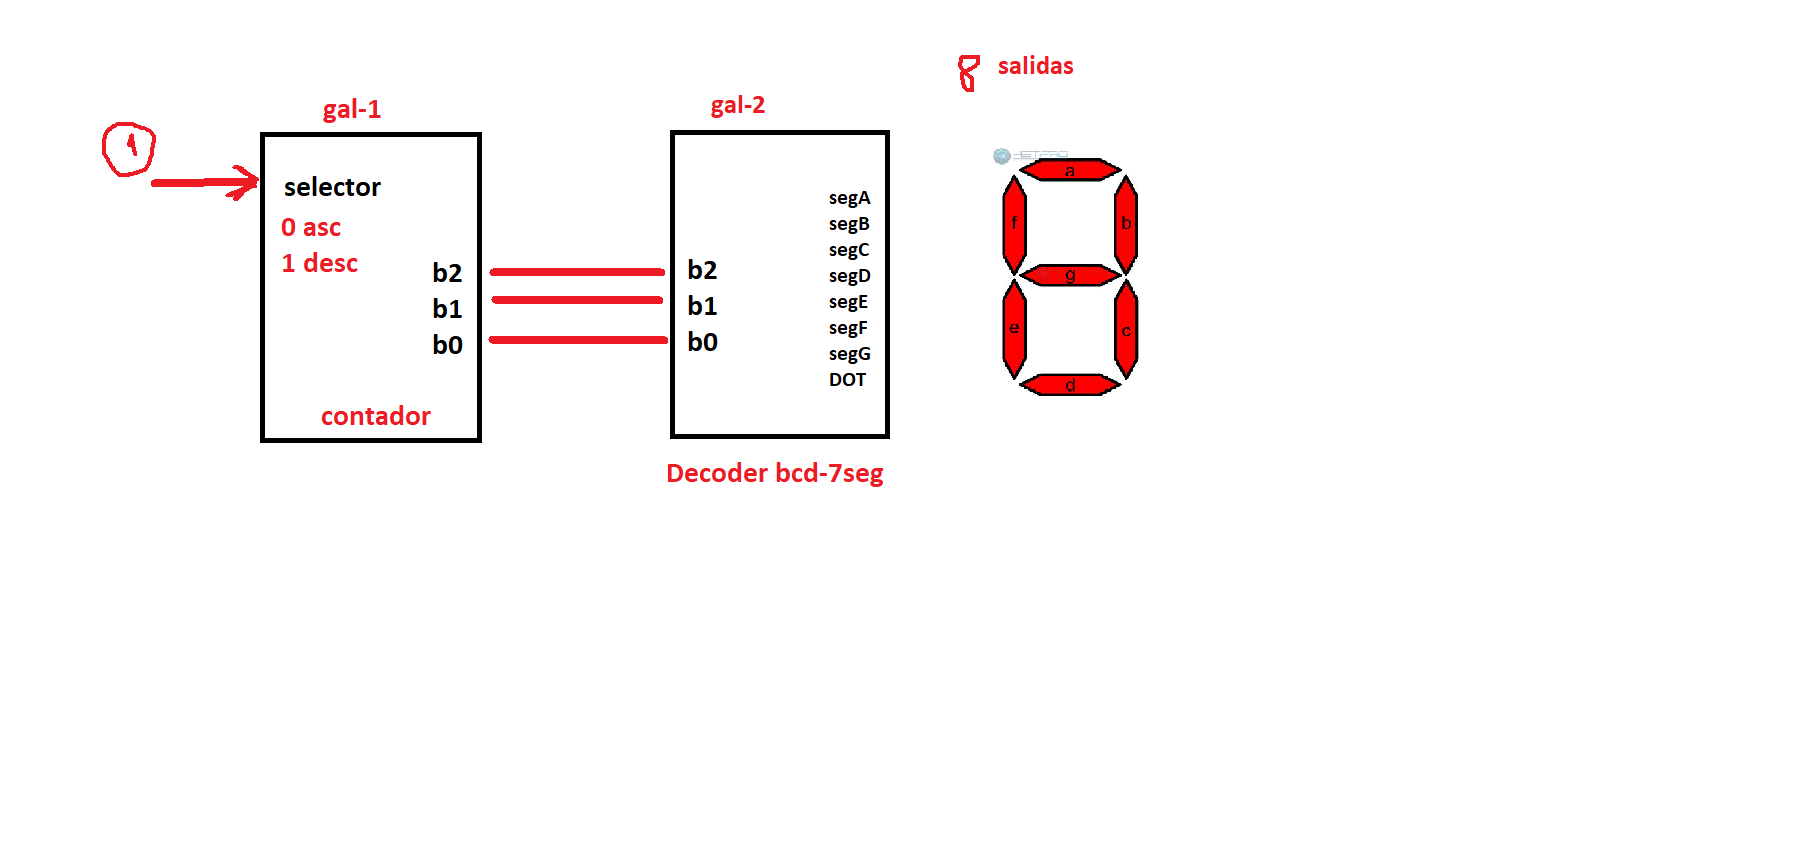 8 salidas
gal-1
gal-2
1
selector
0 asc
1 desc
b2
b1
b0
contador
b2
b1
b0
segA
segB
segC
segD
segE
segF
segG
DOT
Decoder bcd-7seg
a
f
b
g
e
c
d